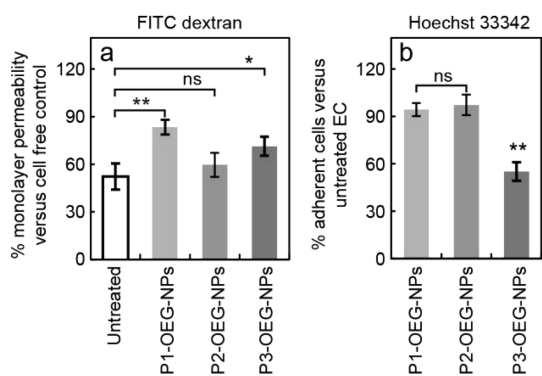 FITC dextran
a
% monolayer permeability
versus cell free control
120
90
60
30
0
*
ns
**
Untreated
P1-OEG-NPs
P2-OEG-NPs
P3-OEG-NPs
Hoechst 33342
b
% adherent cells versus
untreated EC
120
90
60
30
0
ns
**
P1-OEG-NPs
P2-OEG-NPs
P3-OEG-NPs